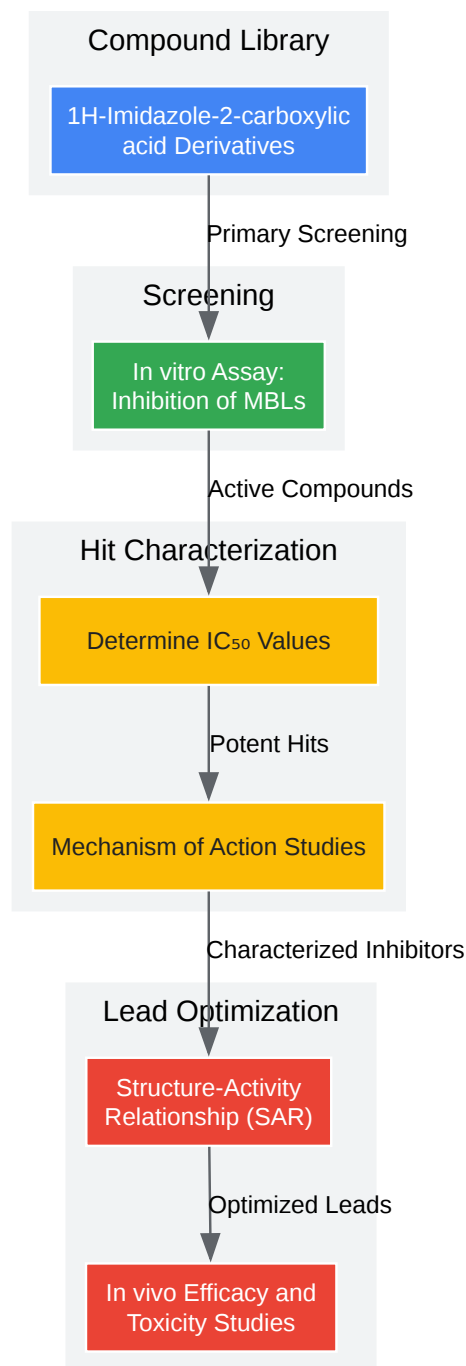 Compound Library
1H-Imidazole-2-carboxylic
acid Derivatives
Primary Screening
Screening
In vitro Assay:
Inhibition of MBLs
Active Compounds
Hit Characterization
Determine IC₅₀ Values
Potent Hits
Mechanism of Action Studies
Characterized Inhibitors
Lead Optimization
Structure-Activity
Relationship (SAR)
Optimized Leads
In vivo Efficacy and
Toxicity Studies